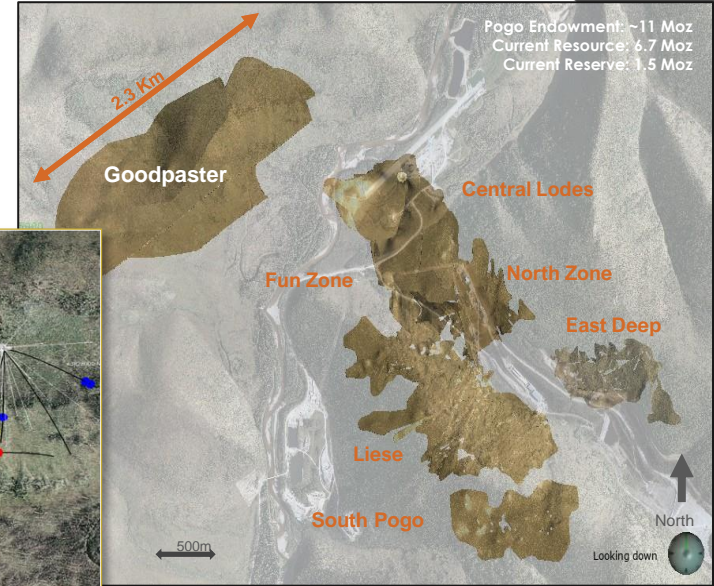 Pogo Endowment: ~11 Moz
Current Resource: 6.7 Moz
Current Reserve: 1.5 Moz
2.3 Km
Goodpaster
Central Lodes
Fun Zone
North Zone
East Deep
Liese
South Pogo
500m
North
Looking down